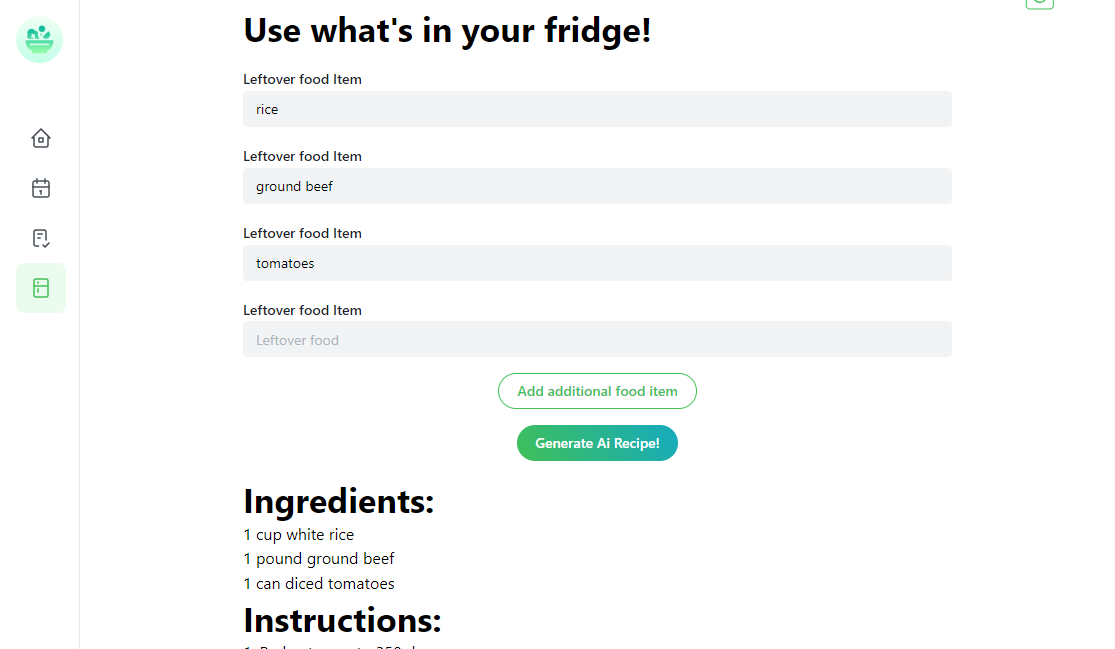 Use what's in your fridge!
Leftover food Item
rice
Leftover food Item
ground beef
Leftover food Item
tomatoes
Leftover food Item
Leftover food
Add additional food item
Generate Ai Recipe!
Ingredients:
1 cup white rice
1 pound ground beef
1 can diced tomatoes
Instructions: